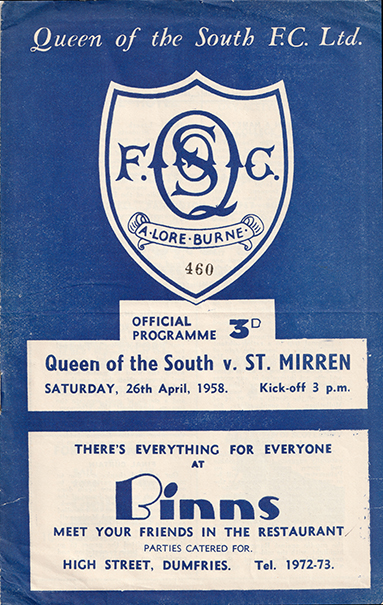 Queen of the South F.C. Ltd.
F. QSS C.
A·LORE·BURNE
460
OFFICIAL
PROGRAMME 3D
Queen of the South v. ST. MIRREN
SATURDAY, 26th April, 1958. Kick-off 3 p.m.
THERE'S EVERYTHING FOR EVERYONE
AT
Binns
MEET YOUR FRIENDS IN THE RESTAURANT
PARTIES CATERED FOR.
HIGH STREET, DUMFRIES. Tel. 1972-73.